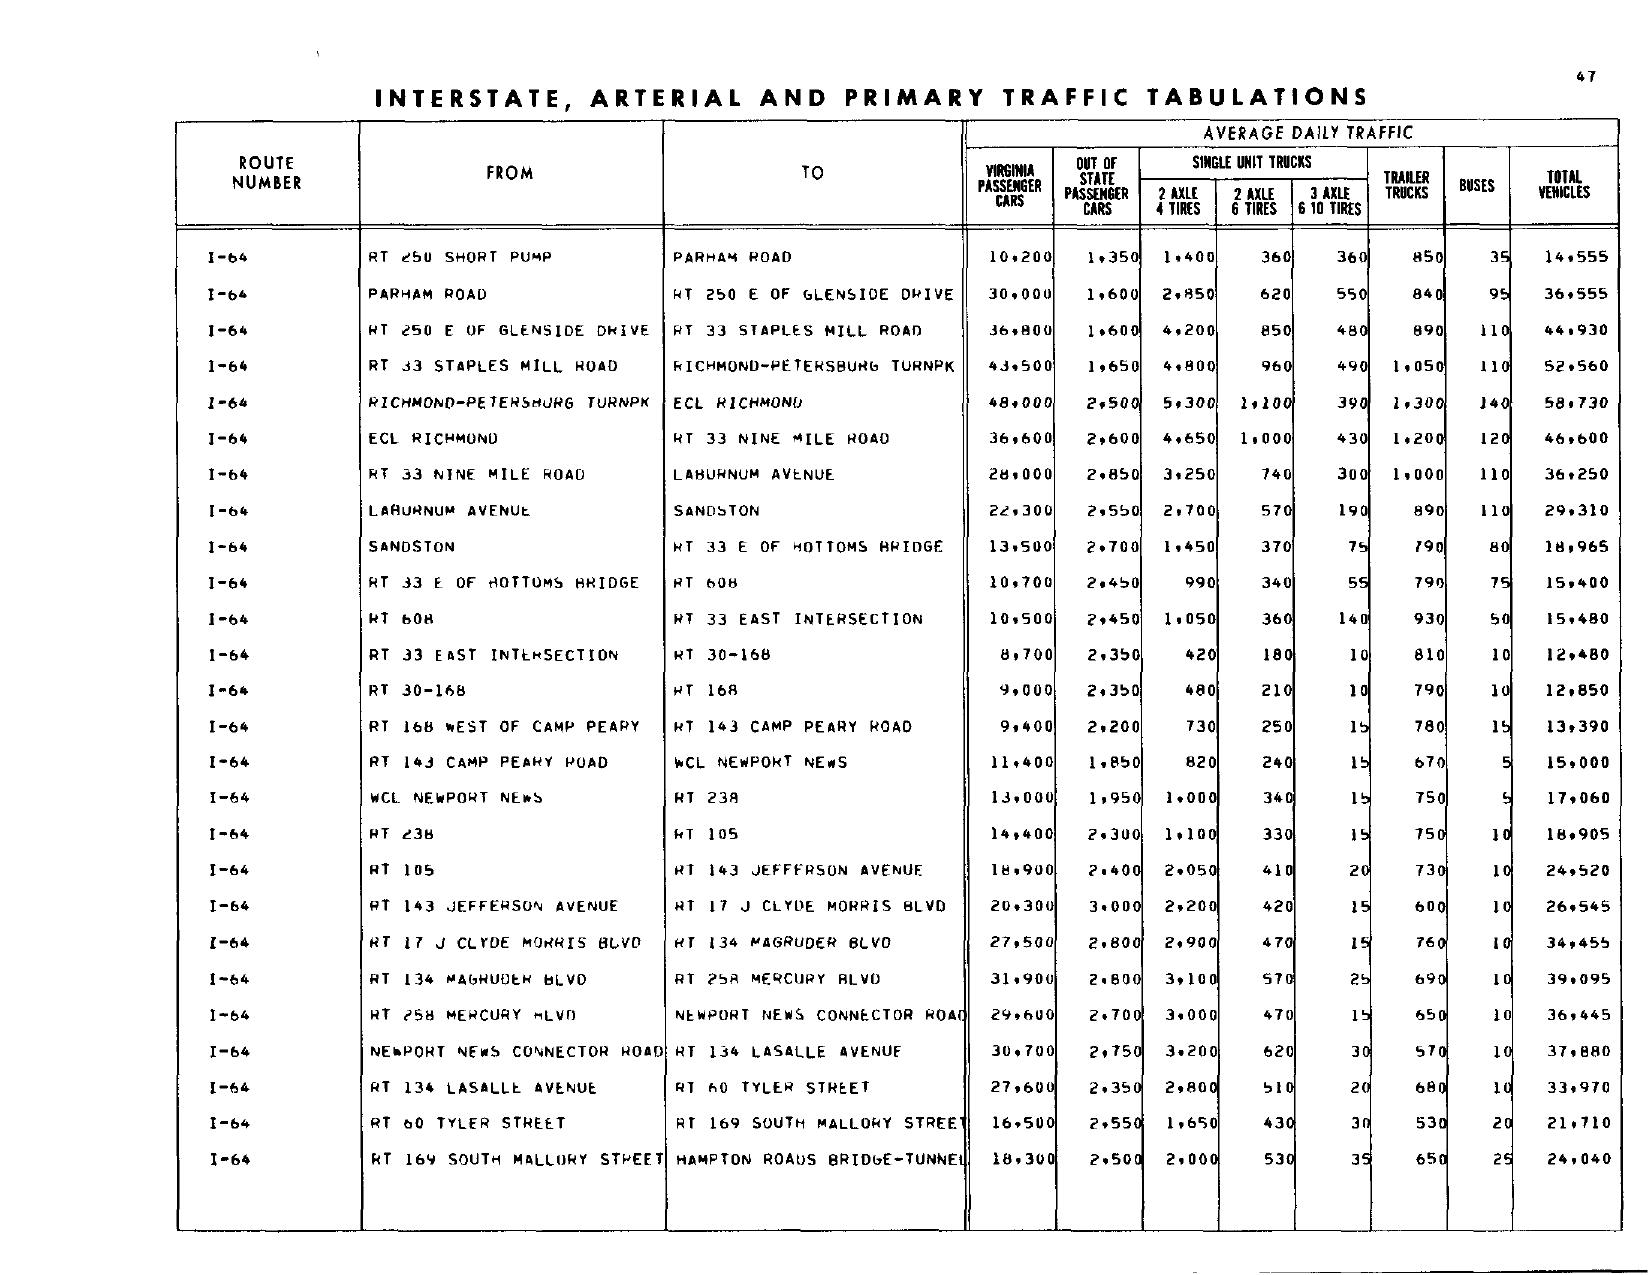 47
INTERSTATE, ARTERIAL AND PRIMARY TRAFFIC TABULATIONS
AVERAGE DAILY TRAFFIC
ROUTE NUMBER FROM TO VIRGINIA PASSENGER CARS OUT OF STATE PASSENGER CARS SINGLE UNIT TRUCKS 2 AXLE 4 TIRES 2 AXLE 6 TIRES 3 AXLE 6 10 TIRES TRAILER TRUCKS BUSES TOTAL VEHICLES
I-64 RT 250 SHORT PUMP PARHAM ROAD 10,200 1,350 1,400 360 360 850 35 14,555
I-64 PARHAM ROAD RT 250 E OF GLENSIDE DRIVE 30,000 1,600 2,850 620 550 840 95 36,555
I-64 RT 250 E OF GLENSIDE DRIVE RT 33 STAPLES MILL ROAD 36,800 1,600 4,200 850 480 890 110 44,930
I-64 RT 33 STAPLES MILL ROAD RICHMOND-PETERSBURG TURNPK 43,500 1,650 4,800 960 490 1,050 110 52,560
I-64 RICHMOND-PETERSBURG TURNPK ECL RICHMOND 48,000 2,500 5,300 1,100 390 1,300 140 58,730
I-64 ECL RICHMOND RT 33 NINE MILE ROAD 36,600 2,600 4,650 1,000 430 1,200 120 46,600
I-64 RT 33 NINE MILE ROAD LABURNUM AVENUE 28,000 2,850 3,250 740 300 1,000 110 36,250
I-64 LABURNUM AVENUE SANDSTON 22,300 2,550 2,700 570 190 890 110 29,310
I-64 SANDSTON RT 33 E OF BOTTOMS BRIDGE 13,500 2,700 1,450 370 75 790 80 18,965
I-64 RT 33 E OF BOTTOMS BRIDGE RT 608 10,700 2,450 990 340 55 790 75 15,400
I-64 RT 608 RT 33 EAST INTERSECTION 10,500 2,450 1,050 360 140 930 50 15,480
I-64 RT 33 EAST INTERSECTION RT 30-168 8,700 2,350 420 180 10 810 10 12,480
I-64 RT 30-168 RT 168 9,000 2,350 480 210 10 790 10 12,850
I-64 RT 168 WEST OF CAMP PEARY RT 143 CAMP PEARY ROAD 9,400 2,200 730 250 15 780 15 13,390
I-64 RT 143 CAMP PEARY ROAD WCL NEWPORT NEWS 11,400 1,850 820 240 15 670 5 15,000
I-64 WCL NEWPORT NEWS RT 238 13,000 1,950 1,000 340 15 750 5 17,060
I-64 RT 238 RT 105 14,400 2,300 1,100 330 15 750 10 18,905
I-64 RT 105 RT 143 JEFFERSON AVENUE 18,900 2,400 2,050 410 20 730 10 24,520
I-64 RT 143 JEFFERSON AVENUE RT 17 J CLYDE MORRIS BLVD 20,300 3,000 2,200 420 15 600 10 26,545
I-64 RT 17 J CLYDE MORRIS BLVD RT 134 MAGRUDER BLVD 27,500 2,800 2,900 470 15 760 10 34,455
I-64 RT 134 MAGRUDER BLVD RT 258 MERCURY BLVD 31,900 2,800 3,100 570 25 690 10 39,095
I-64 RT 258 MERCURY BLVD NEWPORT NEWS CONNECTOR ROAD 29,600 2,700 3,000 470 15 650 10 36,445
I-64 NEWPORT NEWS CONNECTOR ROAD RT 134 LASALLE AVENUE 30,700 2,750 3,200 620 30 570 10 37,880
I-64 RT 134 LASALLE AVENUE RT 60 TYLER STREET 27,600 2,350 2,800 510 20 680 10 33,970
I-64 RT 60 TYLER STREET RT 169 SOUTH MALLORY STREET 16,500 2,550 1,650 430 30 530 20 21,710
I-64 RT 169 SOUTH MALLORY STREET HAMPTON ROADS BRIDGE-TUNNEL 18,300 2,500 2,000 530 35 650 25 24,040